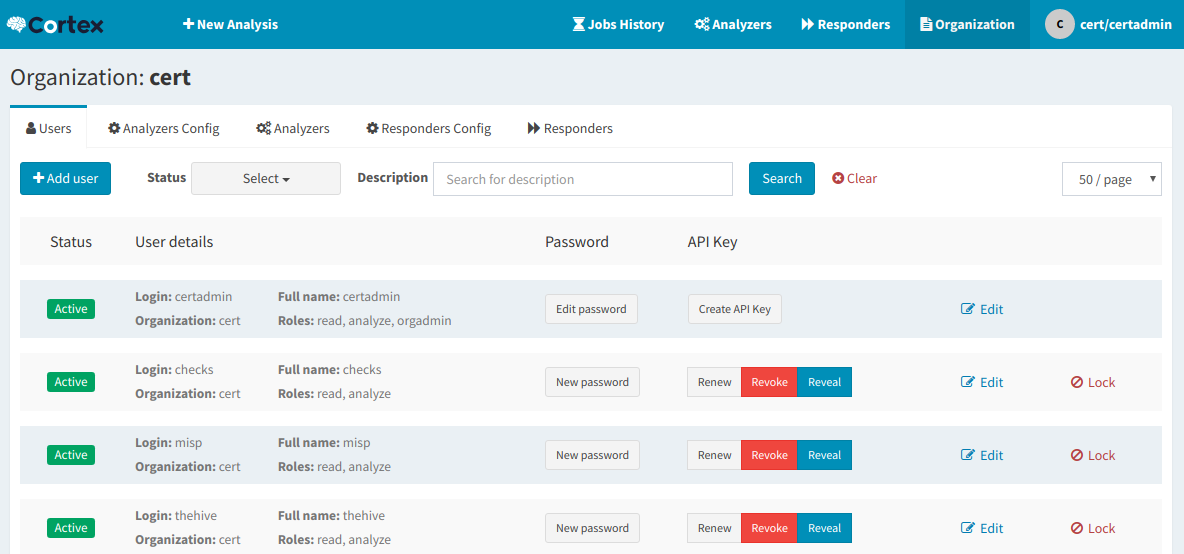 Cortex New Analysis Jobs History Analyzers Responders Organization C cert/certadmin
Organization: cert
Users Analyzers Config Analyzers Responders Config Responders
Add user Status Select Description Search for description Search Clear 50 / page
Status User details Password API Key
Active Login: certadmin Full name: certadmin Edit password Create API Key Edit
Organization: cert Roles: read, analyze, orgadmin
Active Login: checks Full name: checks New password Renew Revoke Reveal Edit Lock
Organization: cert Roles: read, analyze
Active Login: misp Full name: misp New password Renew Revoke Reveal Edit Lock
Organization: cert Roles: read, analyze
Active Login: thehive Full name: thehive New password Renew Revoke Reveal Edit Lock
Organization: cert Roles: read, analyze